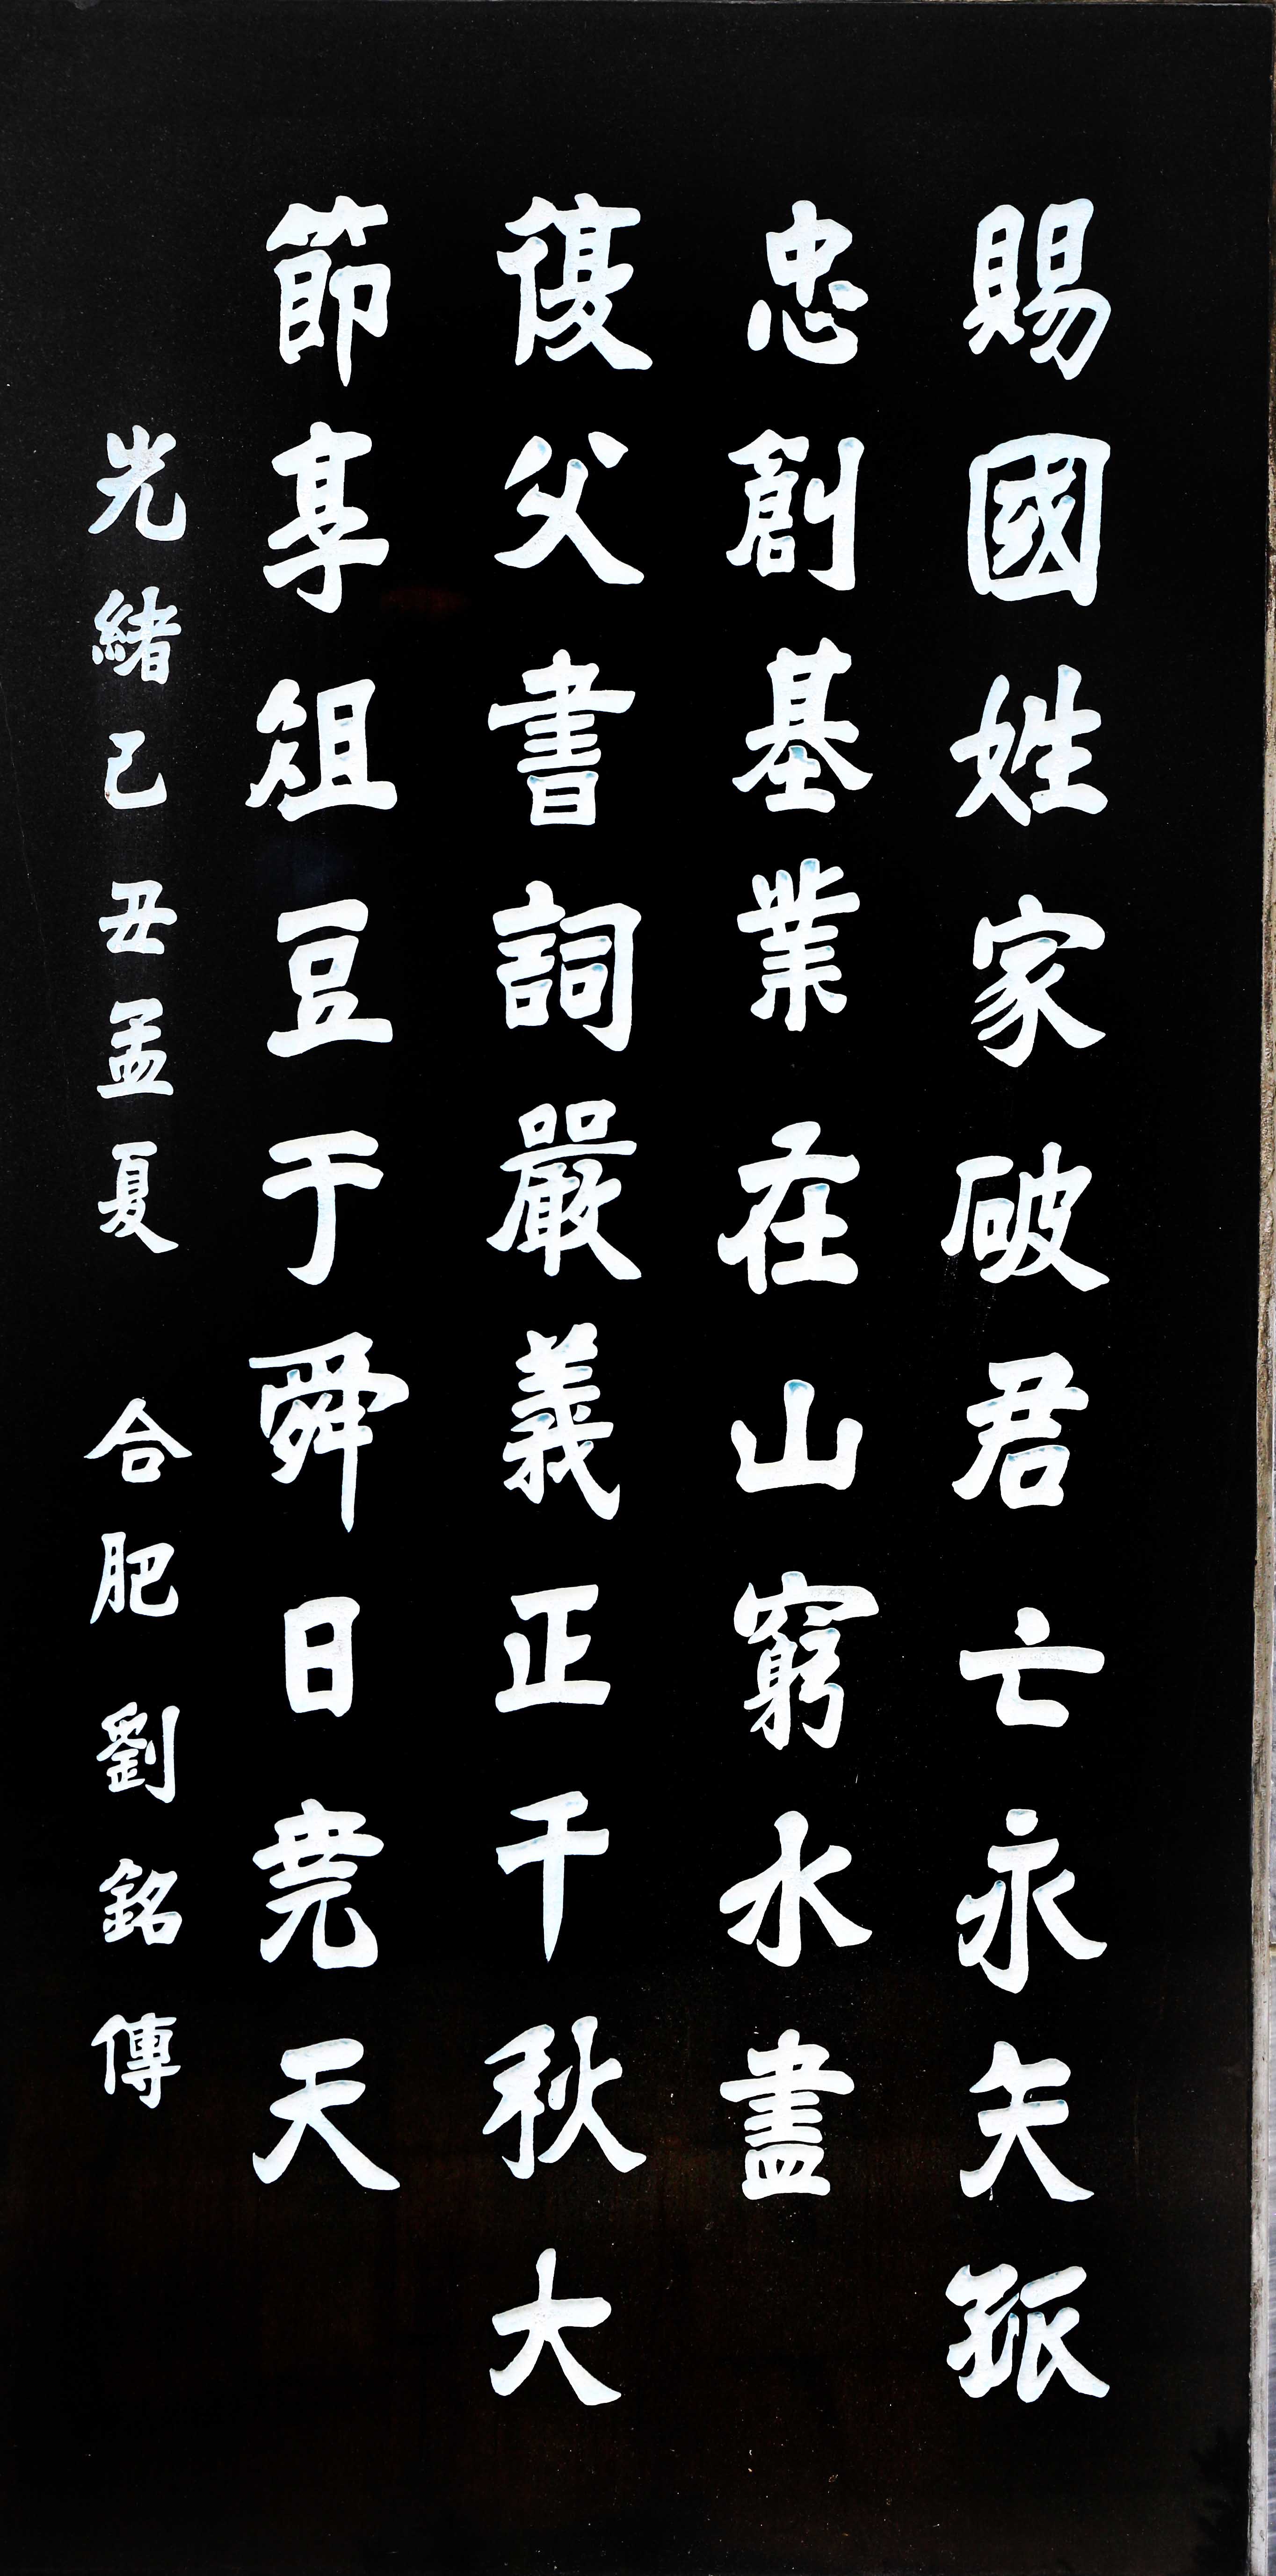 賜國姓家破君亡永矢孤
忠創基業在山窮水盡
復父書詞嚴義正千秋大
節享俎豆于舜日堯天
光緒己丑孟夏 合肥劉銘傳